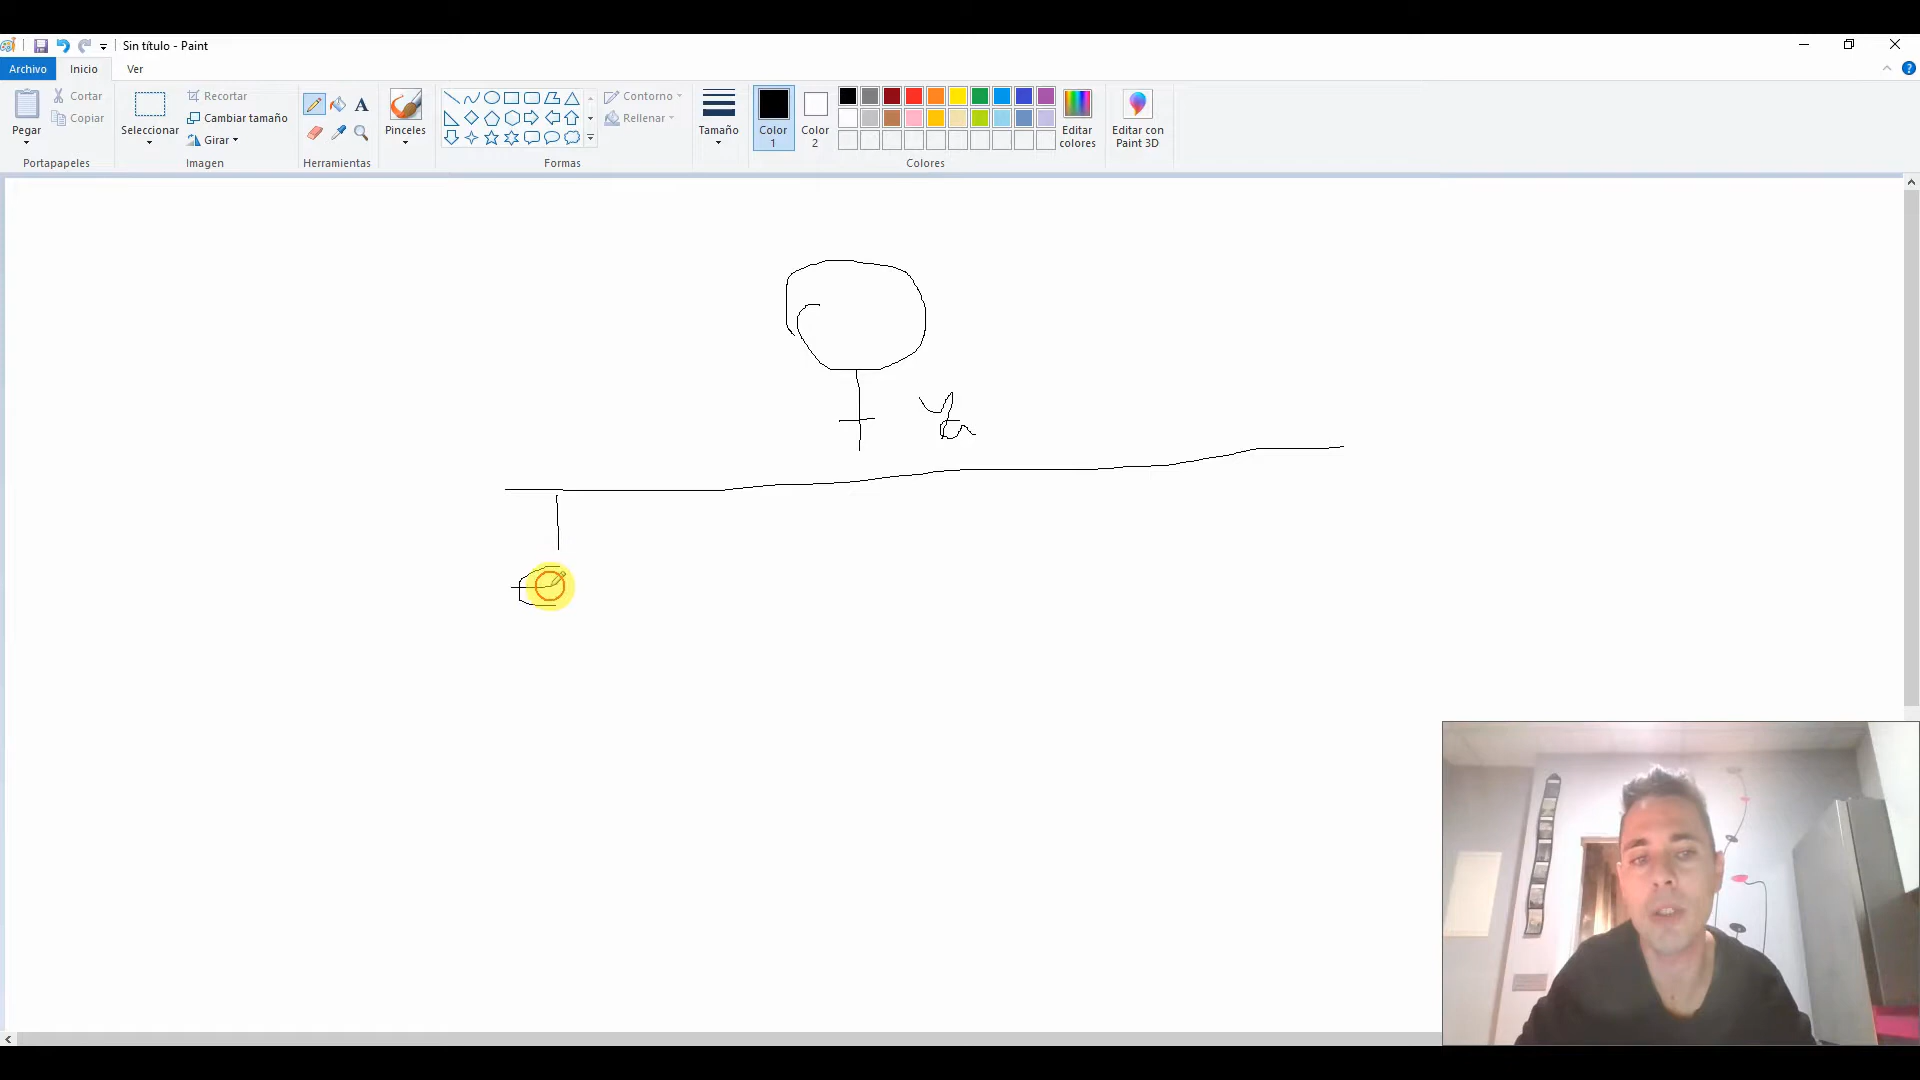 Sin título - Paint
Archivo Inicio Ver
Pegar
Cortar
Copiar
Portapapeles
Seleccionar
Recortar
Cambiar tamaño
Girar
Imagen
A
Herramientas
Pinceles
Contorno
Rellenar
Formas
Tamaño
Color
1
Color
2
Editar
colores
Colores
Editar con
Paint 3D
?